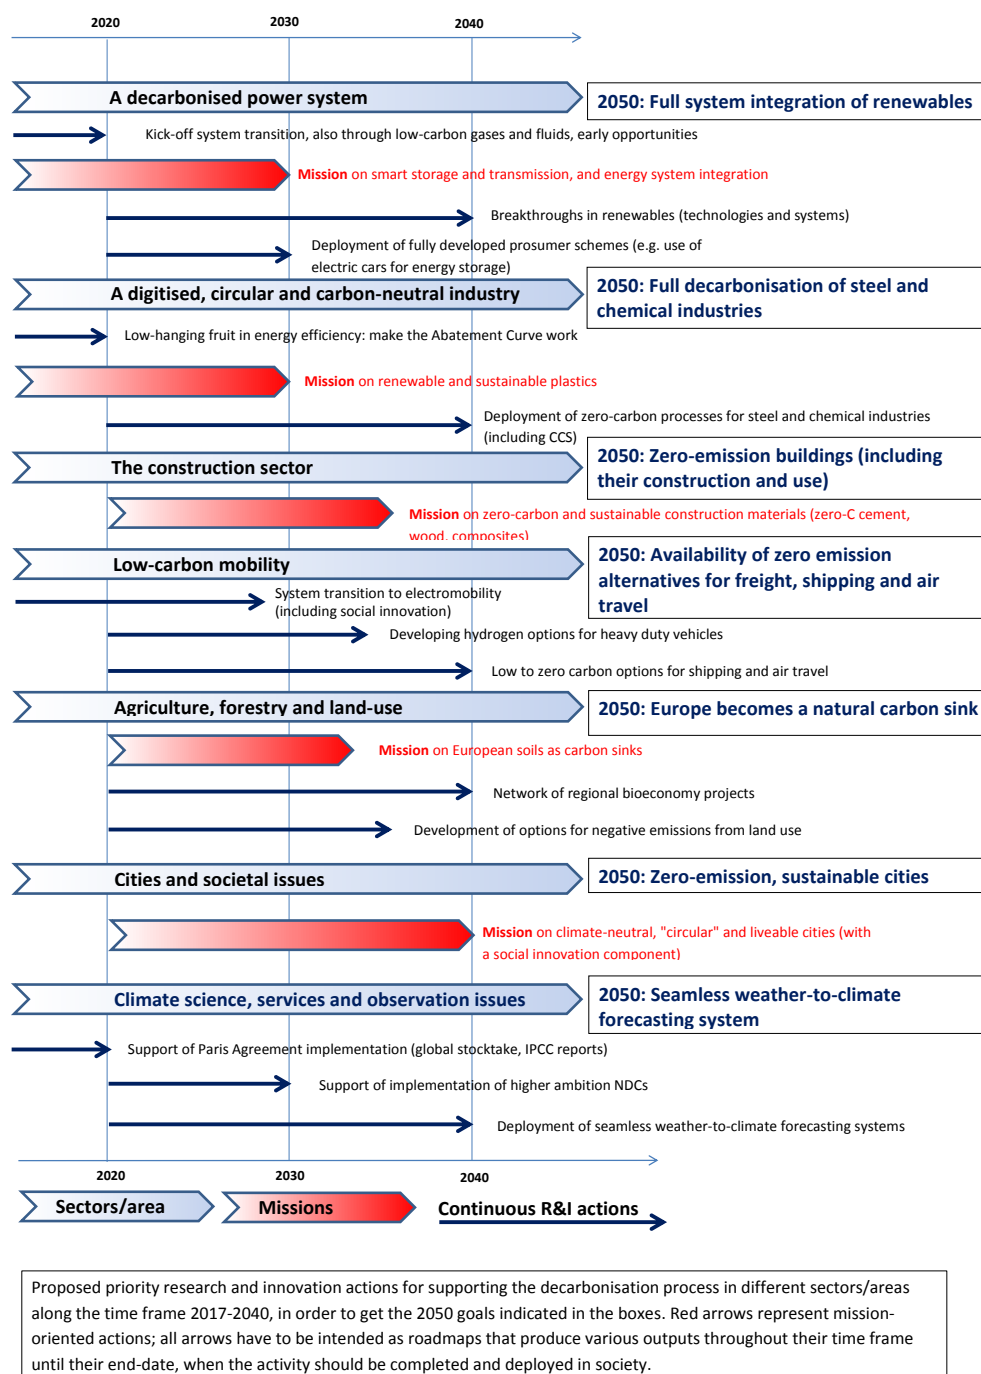 2020 2030 2040
A decarbonised power system
2050: Full system integration of renewables
Kick-off system transition, also through low-carbon gases and fluids, early opportunities
Mission on smart storage and transmission, and energy system integration
Breakthroughs in renewables (technologies and systems)
Deployment of fully developed prosumer schemes (e.g. use of
electric cars for energy storage)
A digitised, circular and carbon-neutral industry
2050: Full decarbonisation of steel and
chemical industries
Low-hanging fruit in energy efficiency: make the Abatement Curve work
Mission on renewable and sustainable plastics
Deployment of zero-carbon processes for steel and chemical industries
(including CCS)
The construction sector
2050: Zero-emission buildings (including
their construction and use)
Mission on zero-carbon and sustainable construction materials (zero-C cement,
wood, composites)
Low-carbon mobility
2050: Availability of zero emission
alternatives for freight, shipping and air
travel
System transition to electromobility
(including social innovation)
Developing hydrogen options for heavy duty vehicles
Low to zero carbon options for shipping and air travel
Agriculture, forestry and land-use
2050: Europe becomes a natural carbon sink
Mission on European soils as carbon sinks
Network of regional bioeconomy projects
Development of options for negative emissions from land use
Cities and societal issues
2050: Zero-emission, sustainable cities
Mission on climate-neutral, "circular" and liveable cities (with
a social innovation component)
Climate science, services and observation issues
2050: Seamless weather-to-climate
forecasting system
Support of Paris Agreement implementation (global stocktake, IPCC reports)
Support of implementation of higher ambition NDCs
Deployment of seamless weather-to-climate forecasting systems
2020 2030 2040
Sectors/area Missions Continuous R&I actions
Proposed priority research and innovation actions for supporting the decarbonisation process in different sectors/areas
along the time frame 2017-2040, in order to get the 2050 goals indicated in the boxes. Red arrows represent mission-
oriented actions; all arrows have to be intended as roadmaps that produce various outputs throughout their time frame
until their end-date, when the activity should be completed and deployed in society.